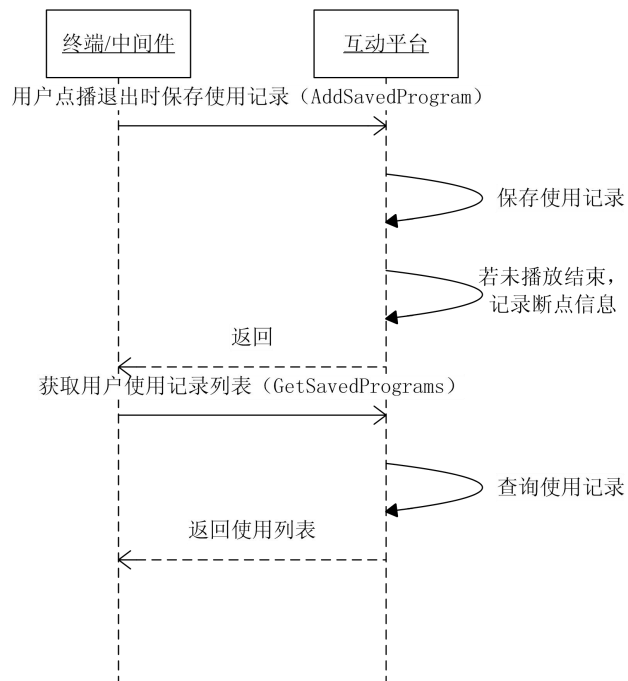 终端/中间件
互动平台
用户点播退出时保存使用记录（AddSavedProgram）
保存使用记录
若未播放结束，
记录断点信息
返回
获取用户使用记录列表（GetSavedPrograms）
查询使用记录
返回使用列表